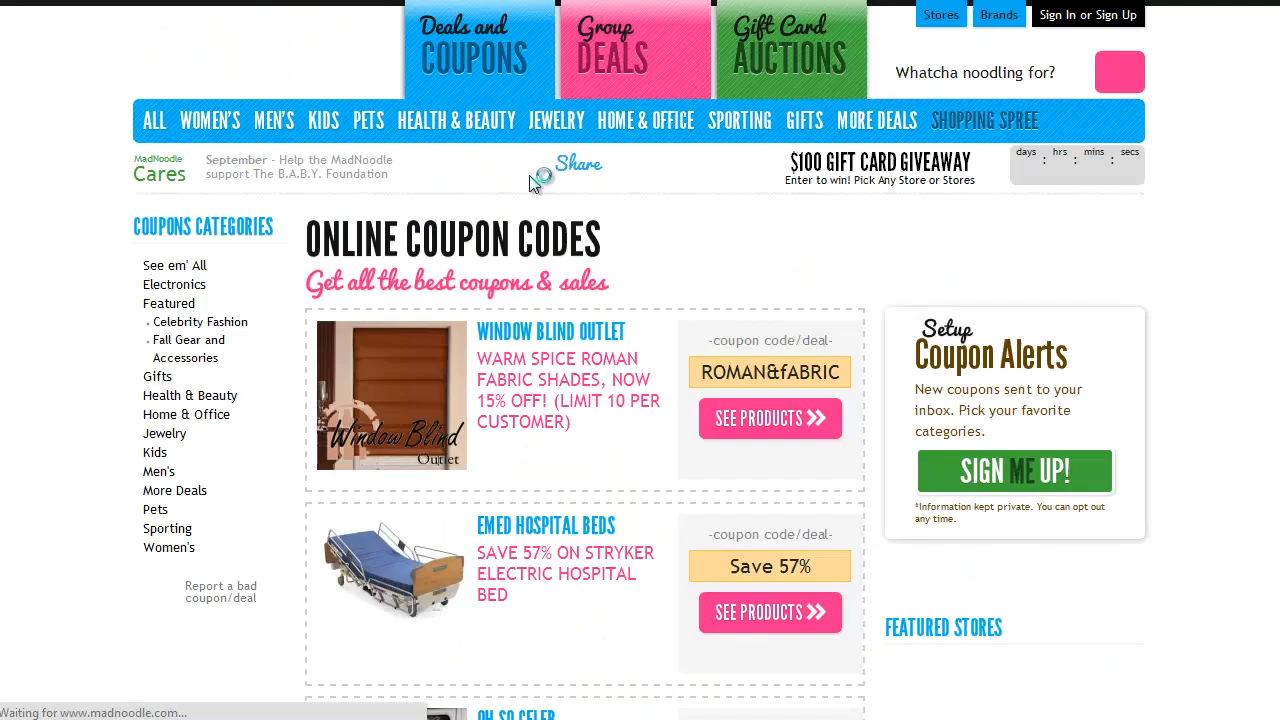 Deals and
COUPONS
Group
DEALS
Gift Card
AUCTIONS
Stores
Brands
Sign In or Sign Up
Whatcha noodling for?
ALL WOMEN'S MEN'S KIDS PETS HEALTH & BEAUTY JEWELRY HOME & OFFICE SPORTING GIFTS MORE DEALS SHOPPING SPREE
MadNoodle
Cares
September - Help the MadNoodle
support The B.A.B.Y. Foundation
Share
$100 GIFT CARD GIVEAWAY
Enter to win! Pick Any Store or Stores
days : hrs : mins : secs
COUPONS CATEGORIES
See em' All
Electronics
Featured
Celebrity Fashion
Fall Gear and
Accessories
Gifts
Health & Beauty
Home & Office
Jewelry
Kids
Men's
More Deals
Pets
Sporting
Women's
Report a bad
coupon/deal
ONLINE COUPON CODES
Get all the best coupons & sales
Window Blind
Outlet
WINDOW BLIND OUTLET
WARM SPICE ROMAN
FABRIC SHADES, NOW
15% OFF! (LIMIT 10 PER
CUSTOMER)
-coupon code/deal-
ROMAN&fABRIC
SEE PRODUCTS
EMED HOSPITAL BEDS
SAVE 57% ON STRYKER
ELECTRIC HOSPITAL
BED
-coupon code/deal-
Save 57%
SEE PRODUCTS
OH SO CELEB
Setup
Coupon Alerts
New coupons sent to your
inbox. Pick your favorite
categories.
SIGN ME UP!
*Information kept private. You can opt out
any time.
FEATURED STORES
Waiting for www.madnoodle.com...